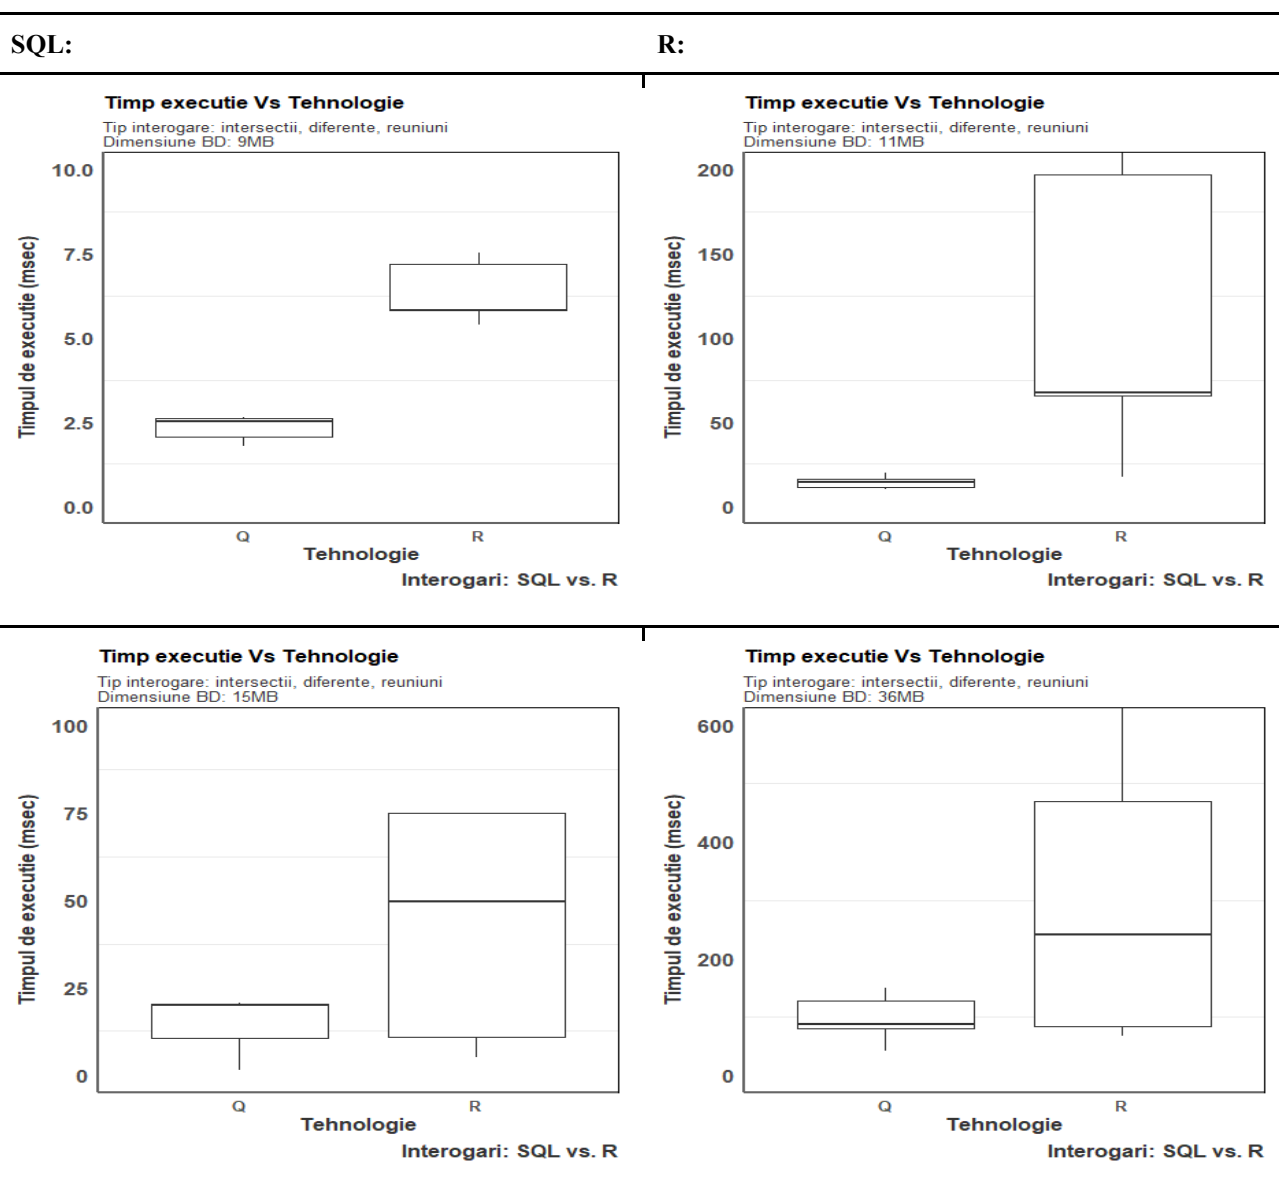 SQL:
R:
Timp executie Vs Tehnologie
Tip interogare: intersectii, diferente, reuniuni
Dimensiune BD: 9MB
Timpul de executie (msec)
10.0
7.5
5.0
2.5
0.0
Q
R
Tehnologie
Interogari: SQL vs. R
Timp executie Vs Tehnologie
Tip interogare: intersectii, diferente, reuniuni
Dimensiune BD: 11MB
Timpul de executie (msec)
200
150
100
50
0
Q
R
Tehnologie
Interogari: SQL vs. R
Timp executie Vs Tehnologie
Tip interogare: intersectii, diferente, reuniuni
Dimensiune BD: 15MB
Timpul de executie (msec)
100
75
50
25
0
Q
R
Tehnologie
Interogari: SQL vs. R
Timp executie Vs Tehnologie
Tip interogare: intersectii, diferente, reuniuni
Dimensiune BD: 36MB
Timpul de executie (msec)
600
400
200
0
Q
R
Tehnologie
Interogari: SQL vs. R